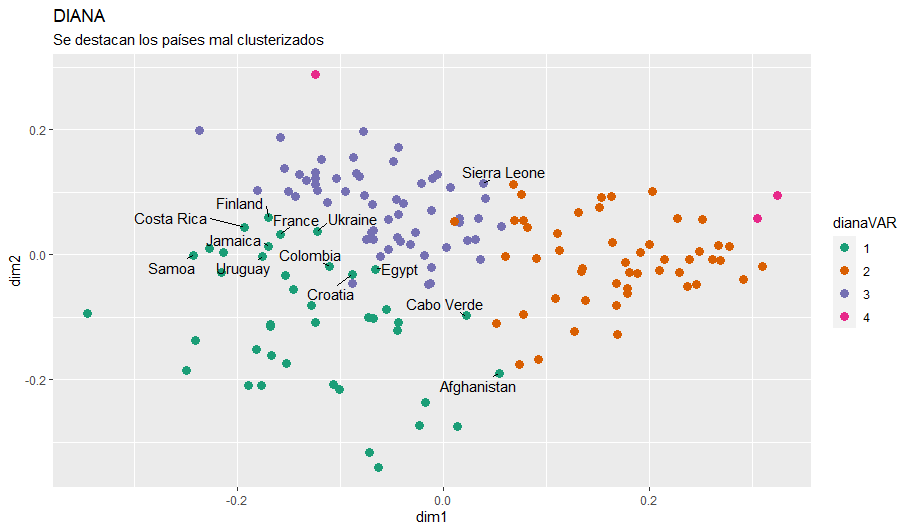 DIANA
Se destacan los países mal clusterizados
Sierra Leone
Finland
Costa Rica
France
Ukraine
Jamaica
Colombia
Samoa
Uruguay
Egypt
Croatia
Cabo Verde
Afghanistan
0.2
0.0
-0.2
dim2
-0.2
0.0
0.2
dim1
dianaVAR
1
2
3
4